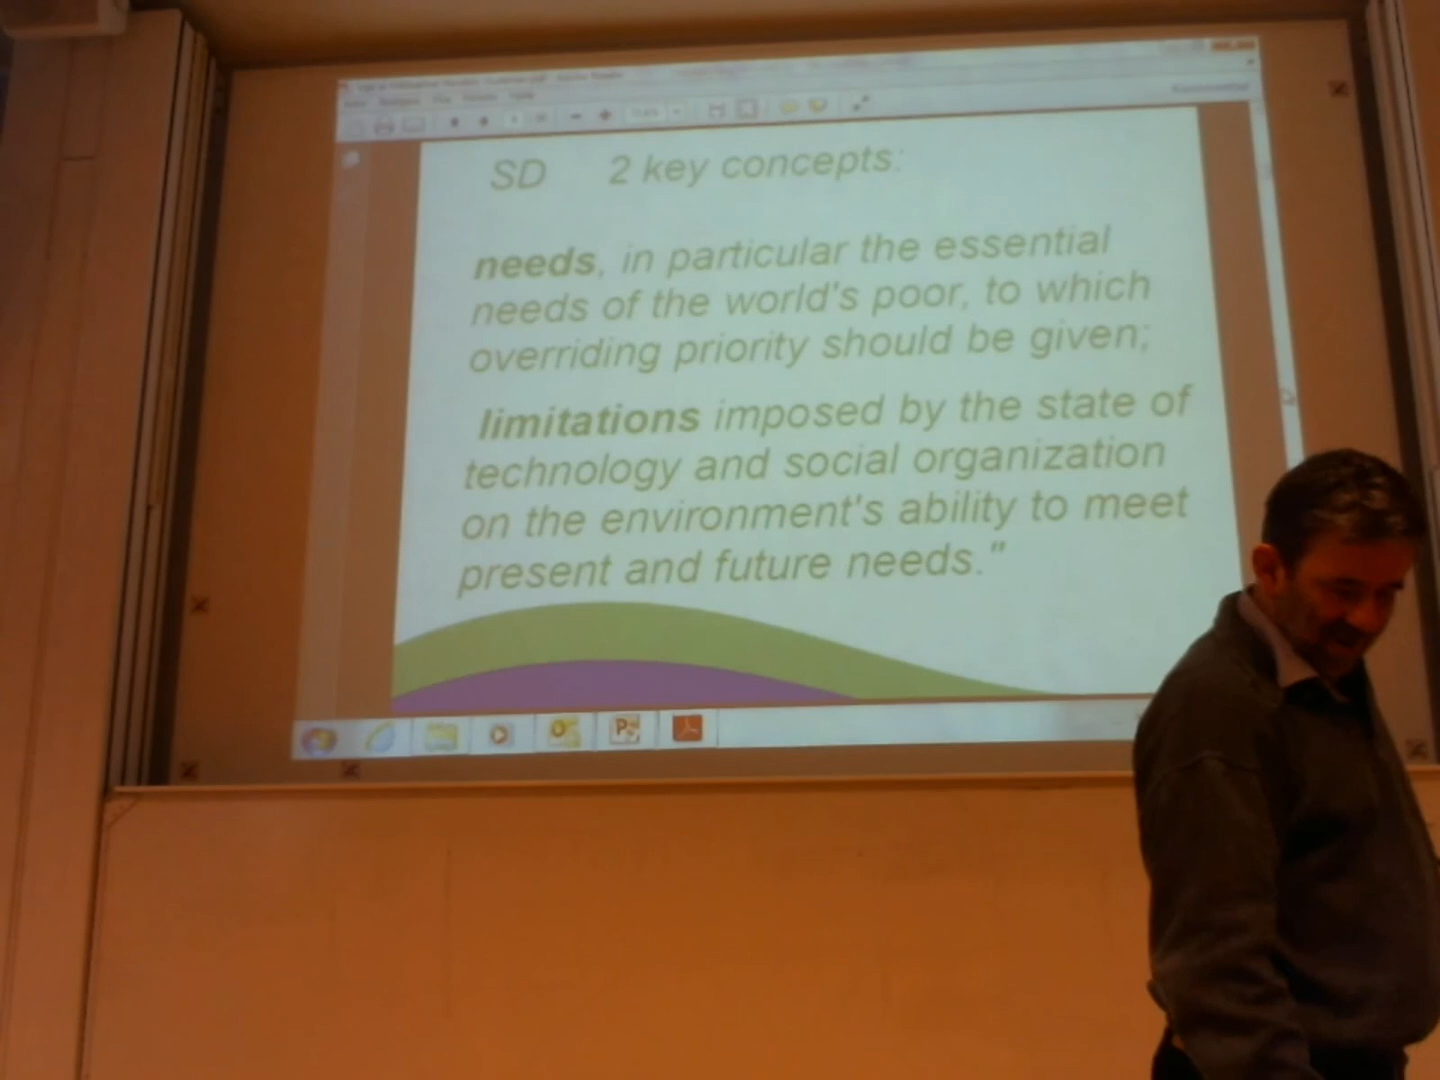 SD 2 key concepts:
needs, in particular the essential
needs of the world's poor, to which
overriding priority should be given;
limitations imposed by the state of
technology and social organization
on the environment's ability to meet
present and future needs."